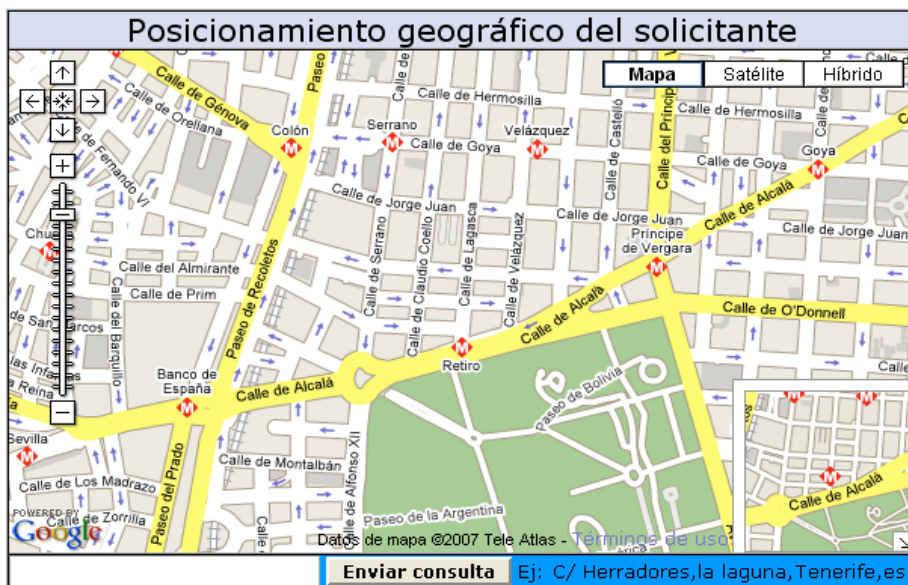 Posicionamiento geográfico del solicitante
Mapa
Satélite
Híbrido
Calle de Génova
Calle de Orellana
Calle de Fernando VI
Colón
Serrano
Velázquez
Goya
Calle de Hermosilla
Calle de Hermosilla
Calle de Goya
Calle de Goya
Calle de Castelló
Calle del Príncipe
Calle de Jorge Juan
Calle de Jorge Juan
Calle de Jorge Juan
Calle de Alcalá
Príncipe
de Vergara
Calle de Serrano
Calle de Claudio Coello
Calle de Lagasca
Calle de Velázquez
Paseo
Paseo de Recoletos
Calle del Almirante
Calle de Prim
Calle del Barquillo
Calle de O'Donnell
Calle de Alcalá
Calle de Alcalá
Retiro
Banco de
España
Paseo de Bolivia
Sevilla
Paseo del Prado
Calle de Montalbán
Calle de Alfonso XII
Calle de Los Madrazo
Calle de Zorrilla
Paseo de la Argentina
Calle de Alcalá
POWERED BY
Google
Datos de mapa ©2007 Tele Atlas - Términos de uso
Enviar consulta
Ej: C/ Herradores,la laguna,Tenerife,es